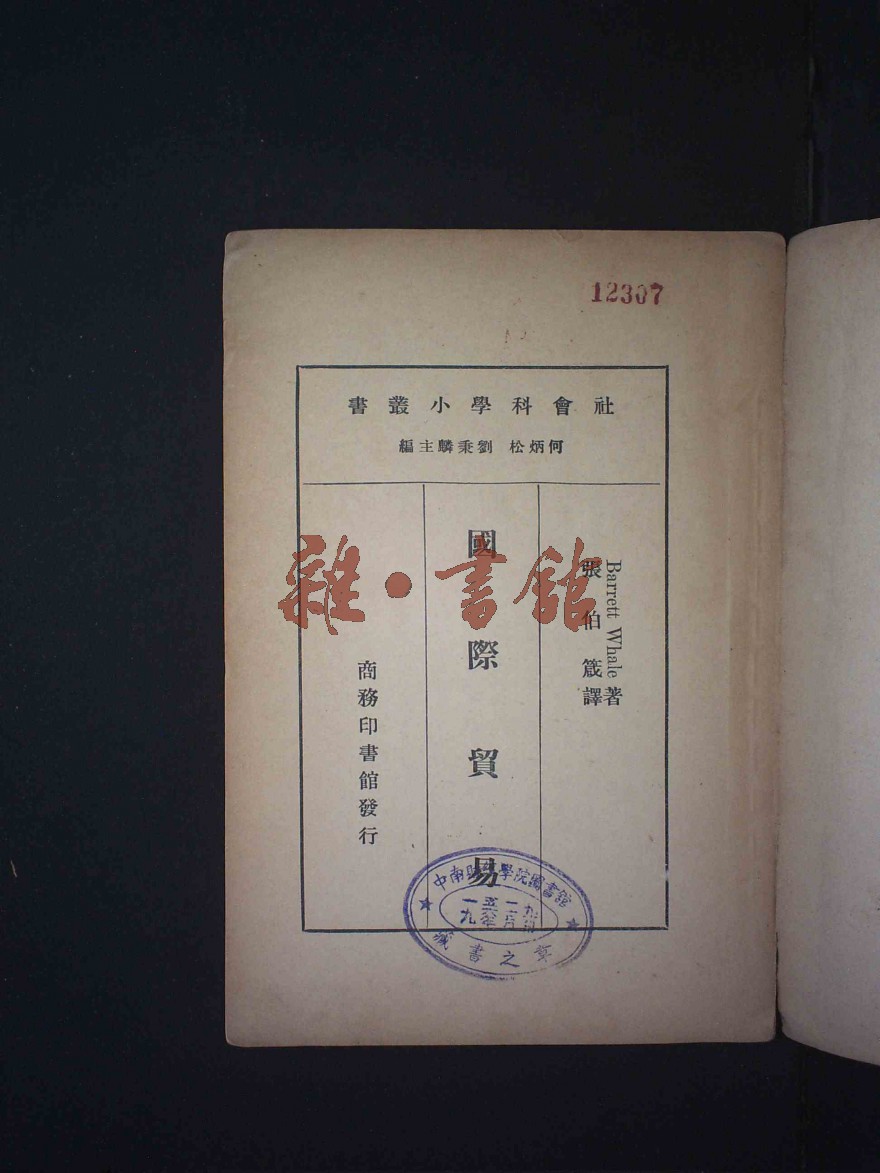 12307
社會科學小叢書
何炳松 劉秉麟主編
Barrett Whale著
張伯箴譯
國際貿易
商務印書館發行
雜·書館
中南財 學院圖書館
藏書之章